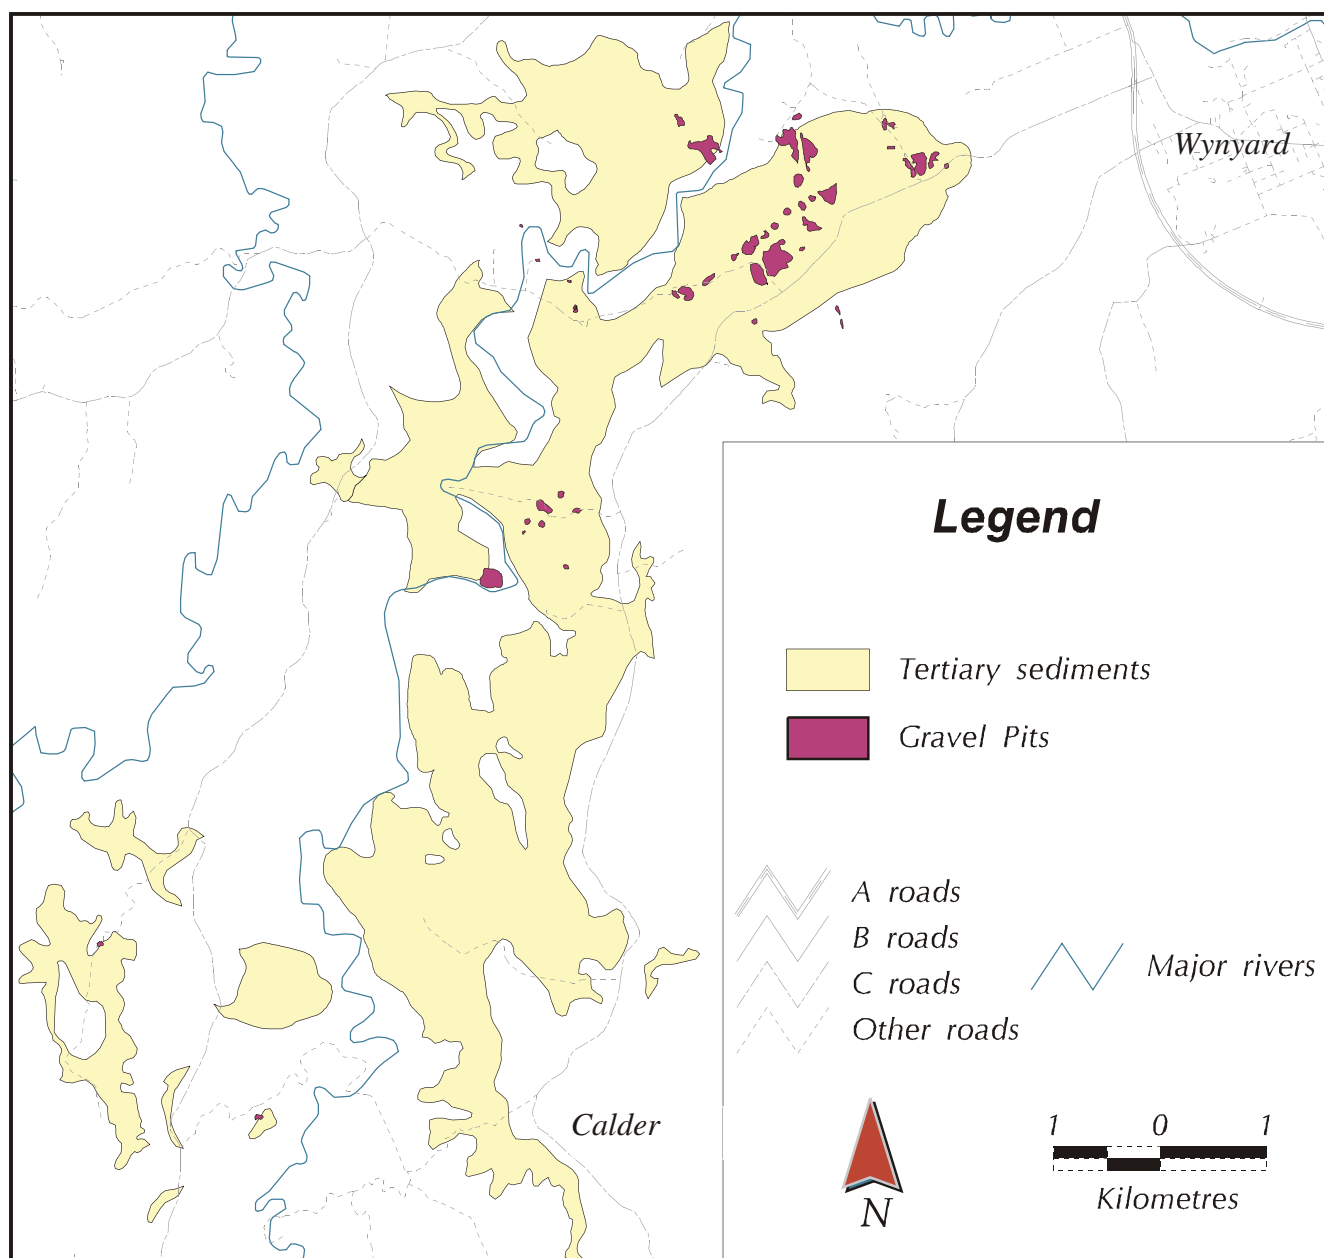 Wynyard
Legend
Tertiary sediments
Gravel Pits
A roads
B roads
C roads
Other roads
Major rivers
Calder
1 0 1
Kilometres
N